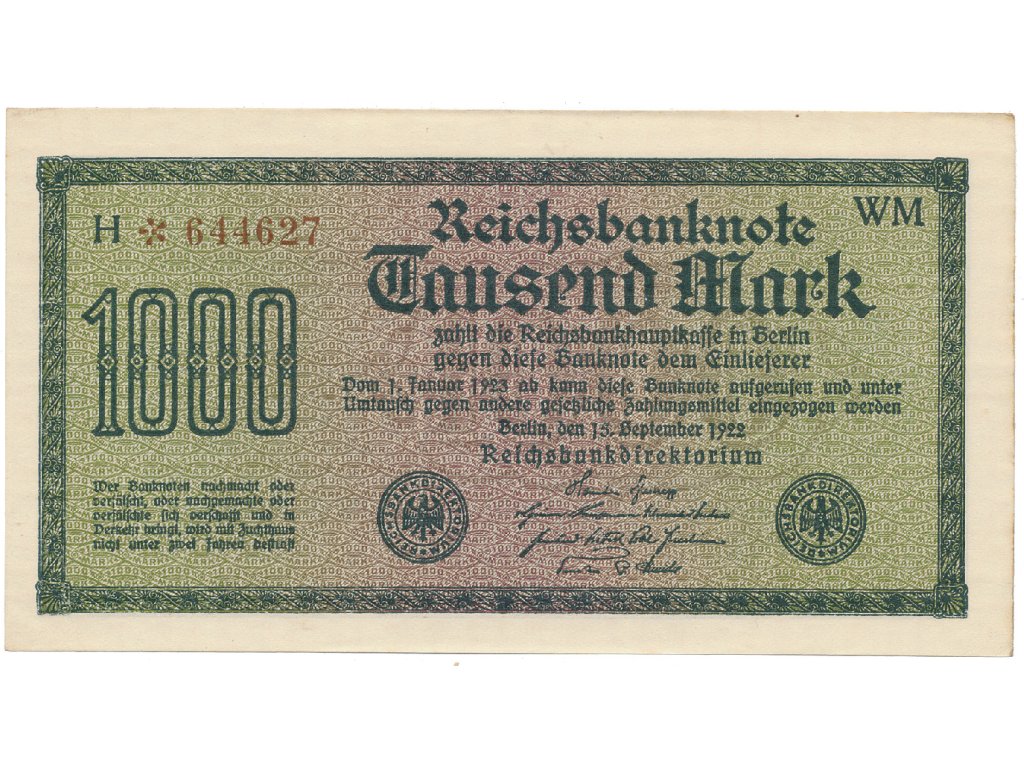 H * 644627
WM
Reichsbanknote
Tausend Mark
1000
zahlt die Reichsbankhauptkasse in Berlin
gegen diese Banknote dem Einlieferer
Vom 1. Januar 1923 ab kann diese Banknote aufgerufen und unter
Umtausch gegen andere gesetzliche Zahlungsmittel eingezogen werden
Berlin, den 15. September 1922
Reichsbankdirektorium
Wer Banknoten nachmacht oder
verfälscht, oder nachgemachte oder
verfälschte sich verschafft und in
Verkehr bringt, wird mit Zuchthaus
nicht unter zwei Jahren bestraft
REICHSBANKDIREKTORIUM
REICHSBANKDIREKTORIUM